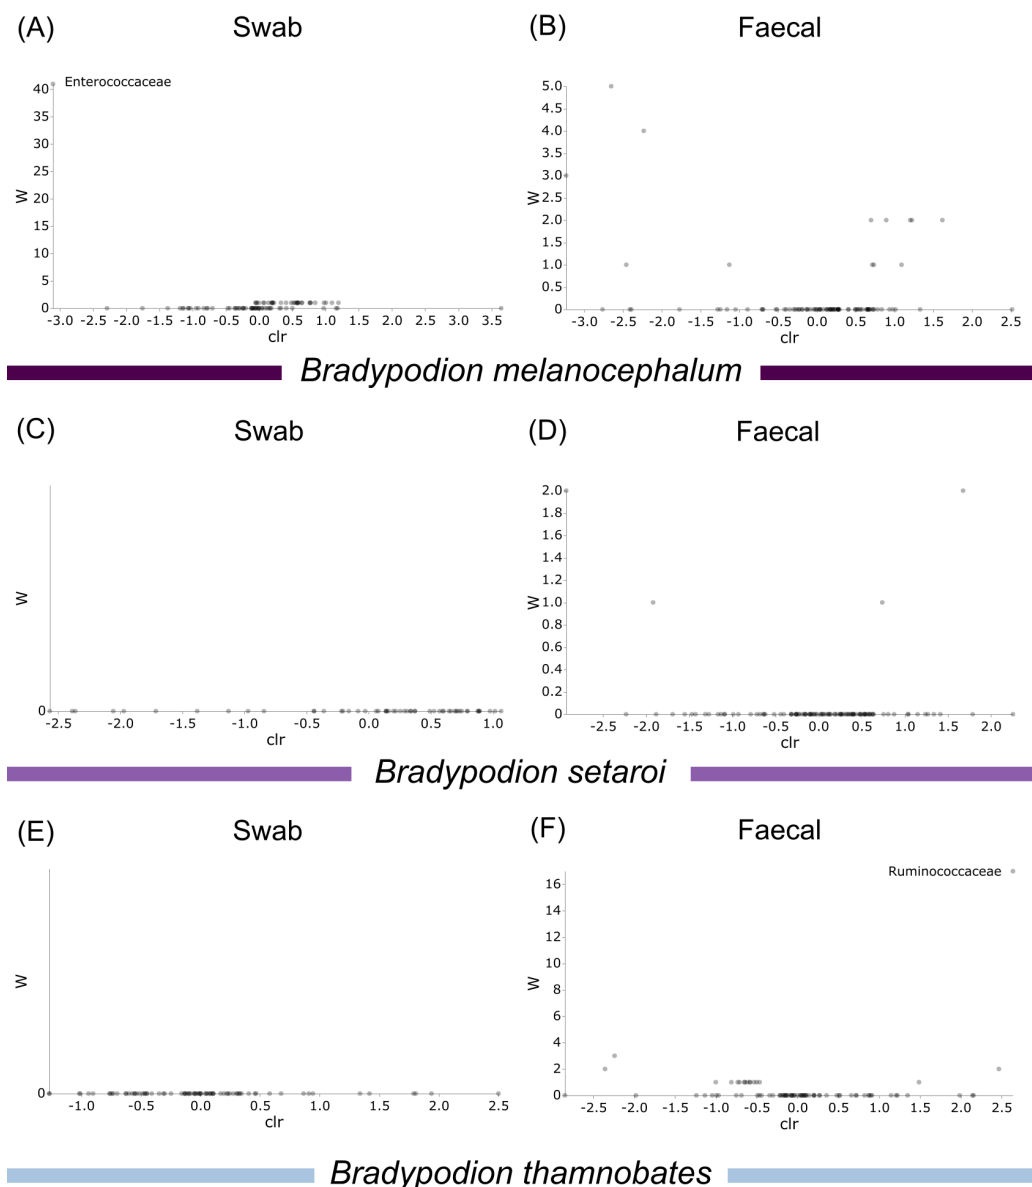 (A) Swab
(B) Faecal
40
35
30
25
20
15
10
5
0
W
Enterococcaceae
-3.0 -2.5 -2.0 -1.5 -1.0 -0.5 0.0 0.5 1.0 1.5 2.0 2.5 3.0 3.5
clr
5.0
4.5
4.0
3.5
3.0
2.5
2.0
1.5
1.0
0.5
0
W
-3.0 -2.5 -2.0 -1.5 -1.0 -0.5 0.0 0.5 1.0 1.5 2.0 2.5
clr
Bradypodion melanocephalum
(C) Swab
(D) Faecal
W
0
-2.5 -2.0 -1.5 -1.0 -0.5 0.0 0.5 1.0
clr
2.0
1.8
1.6
1.4
1.2
1.0
0.8
0.6
0.4
0.2
0
W
-2.5 -2.0 -1.5 -1.0 -0.5 0.0 0.5 1.0 1.5 2.0
clr
Bradypodion setaroi
(E) Swab
(F) Faecal
W
0
-1.0 -0.5 0.0 0.5 1.0 1.5 2.0 2.5
clr
Ruminococcaceae
16
14
12
10
8
6
4
2
0
W
-2.5 -2.0 -1.5 -1.0 -0.5 0.0 0.5 1.0 1.5 2.0 2.5
clr
Bradypodion thamnobates